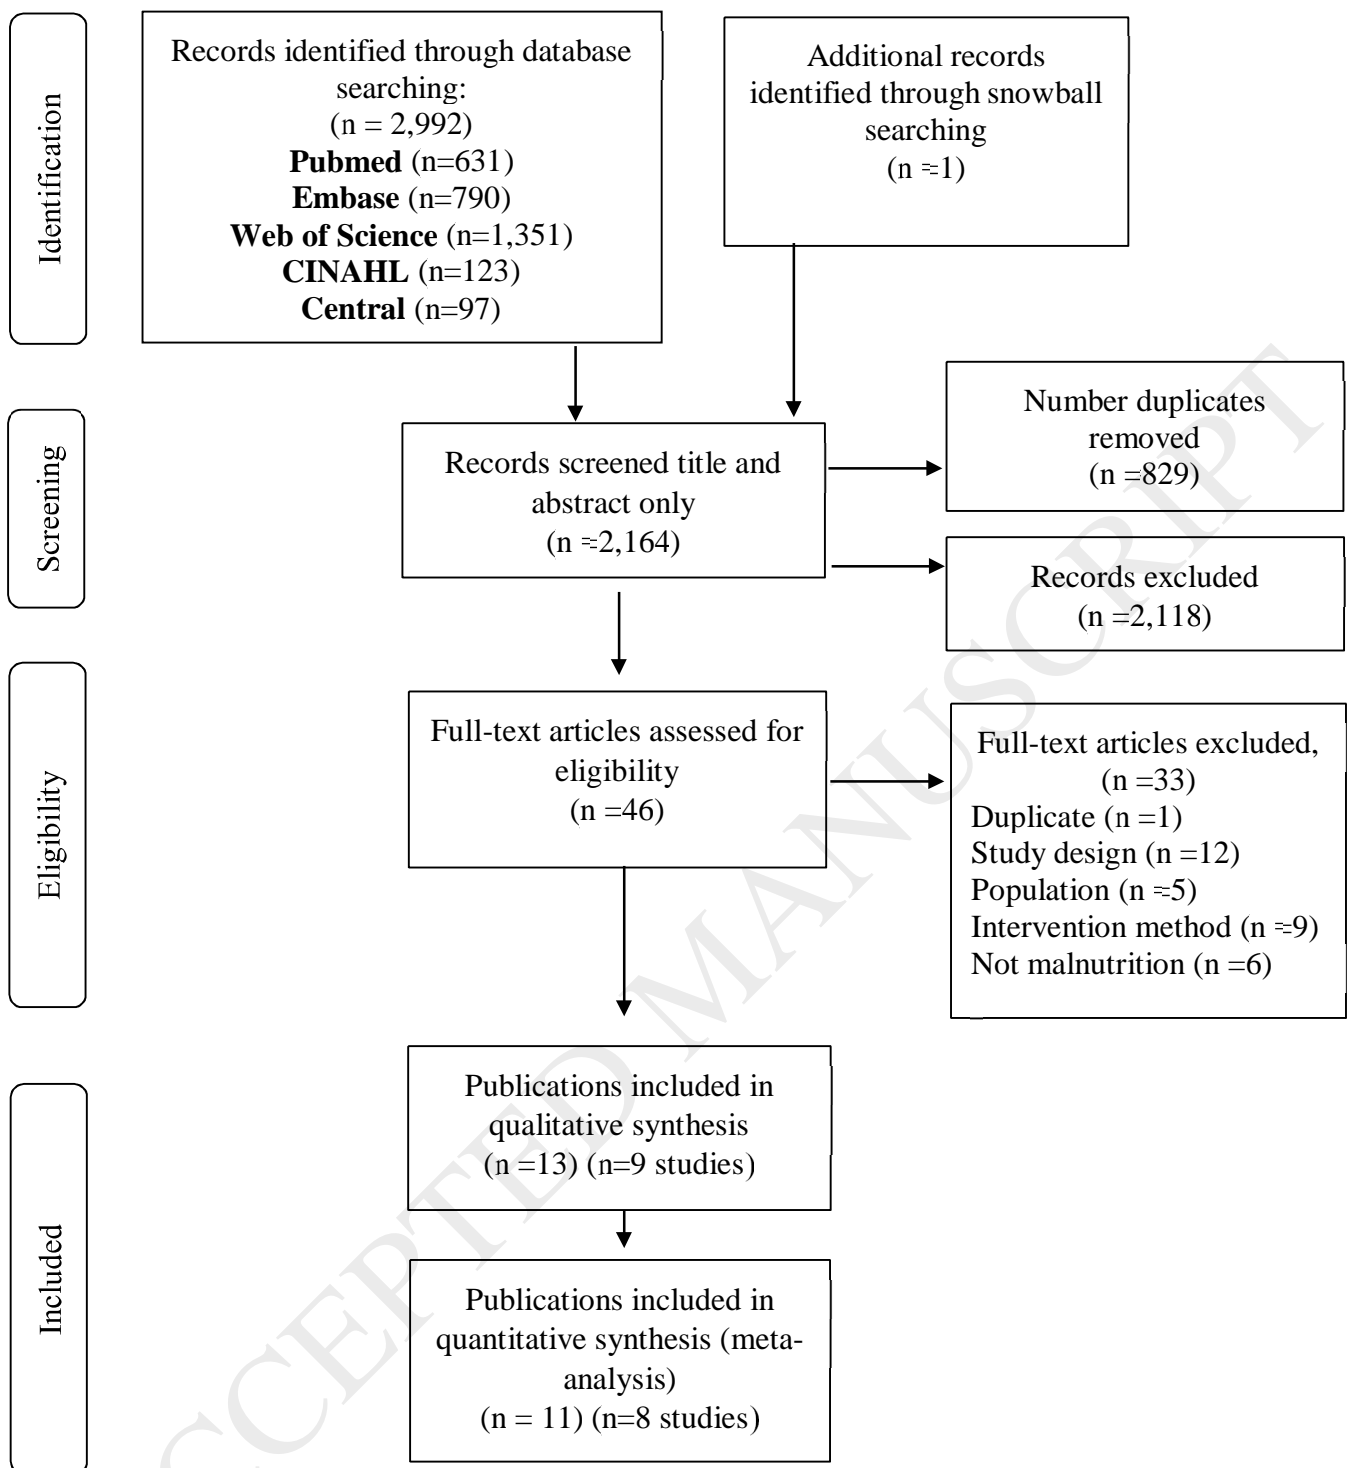 Identification
Records identified through database
searching:
(n = 2,992)
Pubmed (n=631)
Embase (n=790)
Web of Science (n=1,351)
CINAHL (n=123)
Central (n=97)
Additional records
identified through snowball
searching
(n =1)
Screening
Records screened title and
abstract only
(n =2,164)
Number duplicates
removed
(n =829)
Records excluded
(n =2,118)
Eligibility
Full-text articles assessed for
eligibility
(n =46)
Full-text articles excluded,
(n =33)
Duplicate (n =1)
Study design (n =12)
Population (n =5)
Intervention method (n =9)
Not malnutrition (n =6)
Included
Publications included in
qualitative synthesis
(n =13) (n=9 studies)
Publications included in
quantitative synthesis (meta-
analysis)
(n = 11) (n=8 studies)
CCEPTED MANUSCRIPT